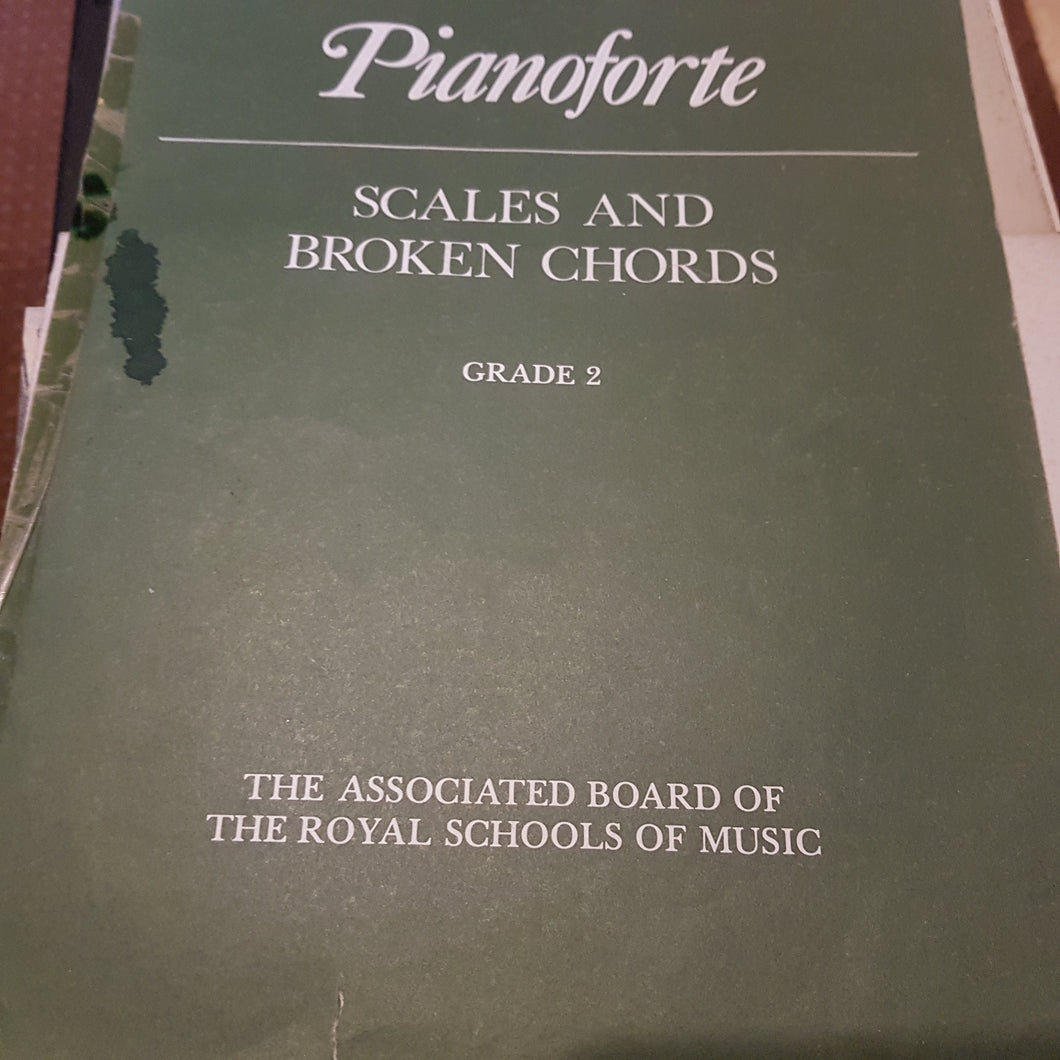 Pianoforte
SCALES AND
BROKEN CHORDS
GRADE 2
THE ASSOCIATED BOARD OF
THE ROYAL SCHOOLS OF MUSIC